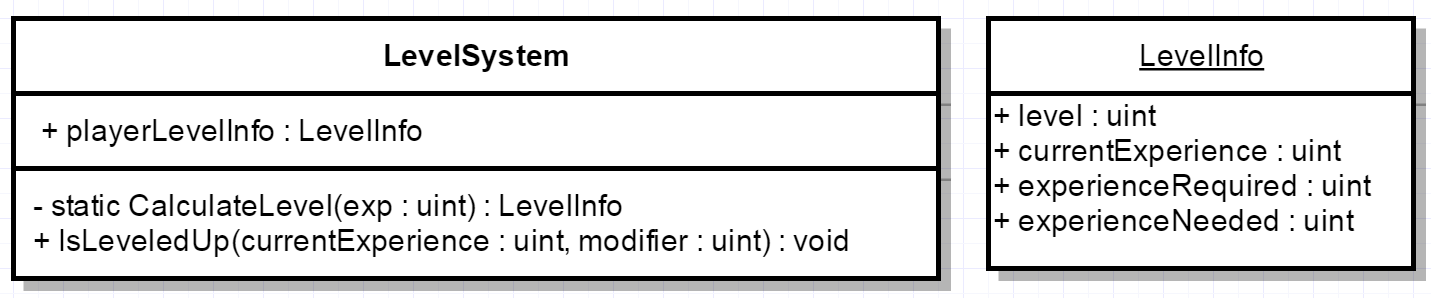 LevelSystem
+ playerLevelInfo : LevelInfo
- static CalculateLevel(exp : uint) : LevelInfo
+ IsLeveledUp(currentExperience : uint, modifier : uint) : void
LevelInfo
+ level : uint
+ currentExperience : uint
+ experienceRequired : uint
+ experienceNeeded : uint